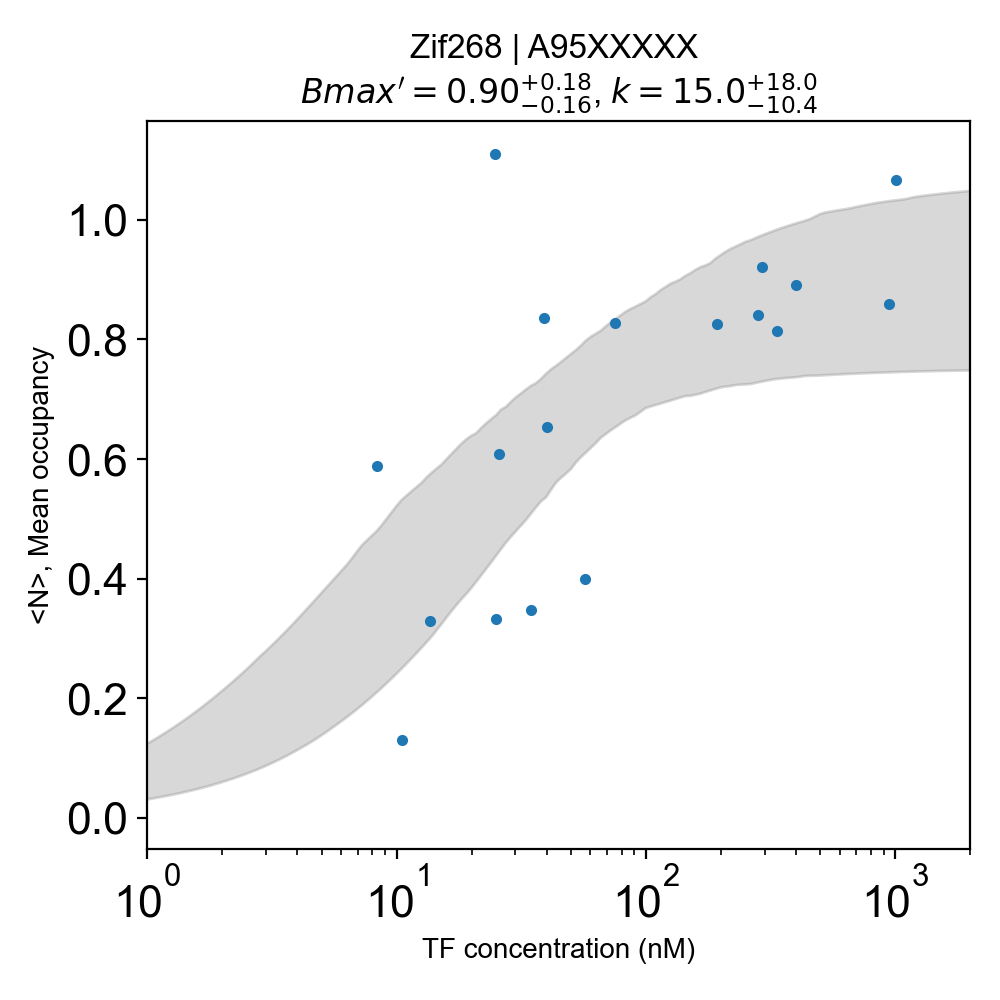 Zif268 | A95XXXXX
Bmax′ = 0.90^{+0.18}_{−0.16}, k = 15.0^{+18.0}_{−10.4}
1.0
0.8
0.6
0.4
0.2
0.0
<N>, Mean occupancy
10^0 10^1 10^2 10^3
TF concentration (nM)